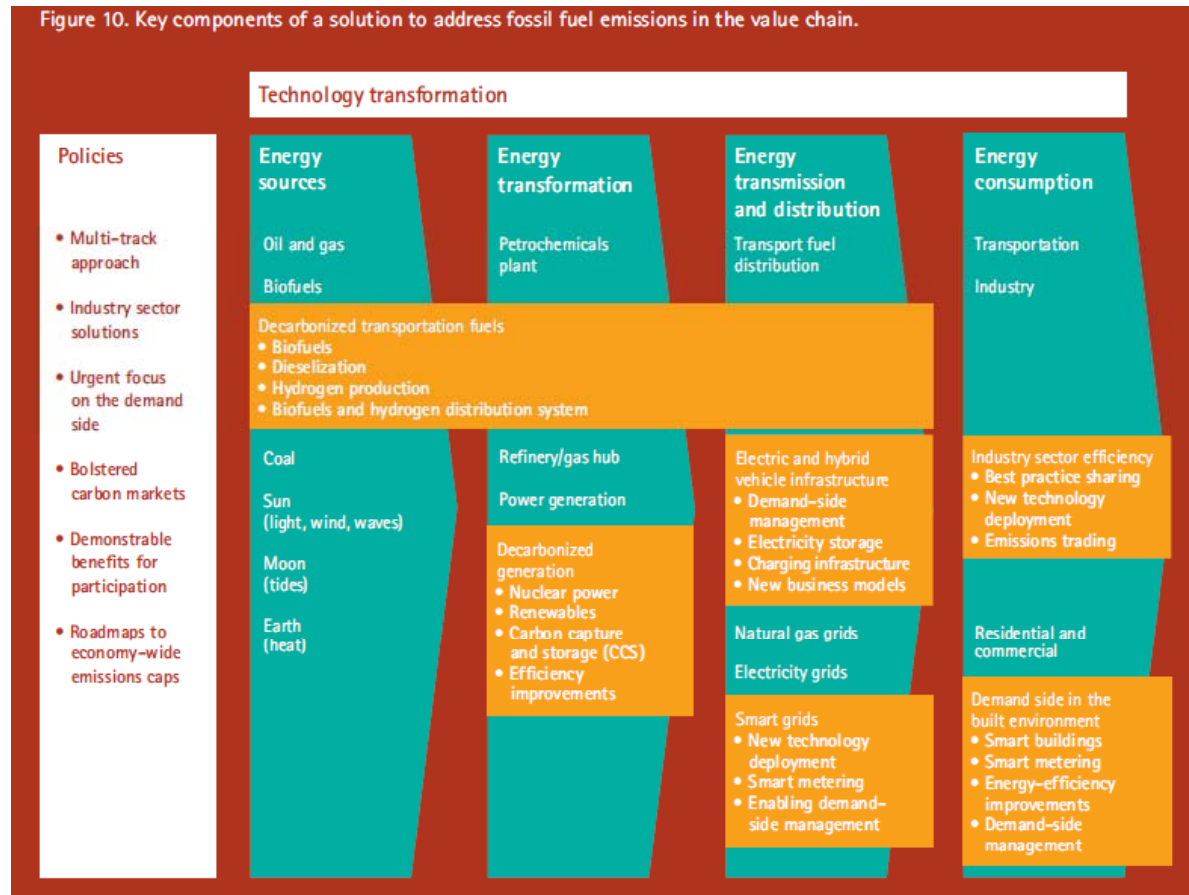 Figure 10. Key components of a solution to address fossil fuel emissions in the value chain.
Technology transformation
Policies
• Multi-track
approach
• Industry sector
solutions
• Urgent focus
on the demand
side
• Bolstered
carbon markets
• Demonstrable
benefits for
participation
• Roadmaps to
economy-wide
emissions caps
Energy
sources
Oil and gas
Biofuels
Decarbonized transportation fuels
• Biofuels
• Dieselization
• Hydrogen production
• Biofuels and hydrogen distribution system
Coal
Sun
(light, wind, waves)
Moon
(tides)
Earth
(heat)
Energy
transformation
Petrochemicals
plant
Refinery/gas hub
Power generation
Decarbonized
generation
• Nuclear power
• Renewables
• Carbon capture
and storage (CCS)
• Efficiency
improvements
Energy
transmission
and distribution
Transport fuel
distribution
Electric and hybrid
vehicle infrastructure
• Demand-side
management
• Electricity storage
• Charging infrastructure
• New business models
Natural gas grids
Electricity grids
Smart grids
• New technology
deployment
• Smart metering
• Enabling demand-
side management
Energy
consumption
Transportation
Industry
Industry sector efficiency
• Best practice sharing
• New technology
deployment
• Emissions trading
Residential and
commercial
Demand side in the
built environment
• Smart buildings
• Smart metering
• Energy-efficiency
improvements
• Demand-side
management